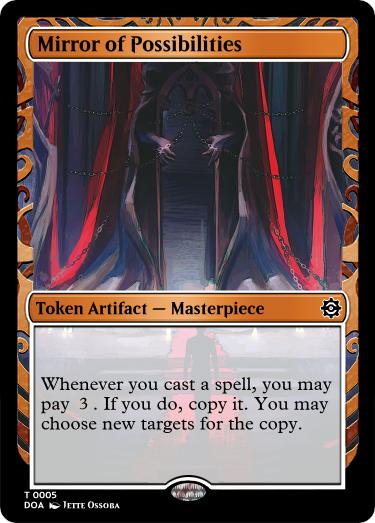 Mirror of Possibilities
Token Artifact — Masterpiece
Whenever you cast a spell, you may
pay 3 . If you do, copy it. You may
choose new targets for the copy.
T 0005
DOA Jette Ossoba